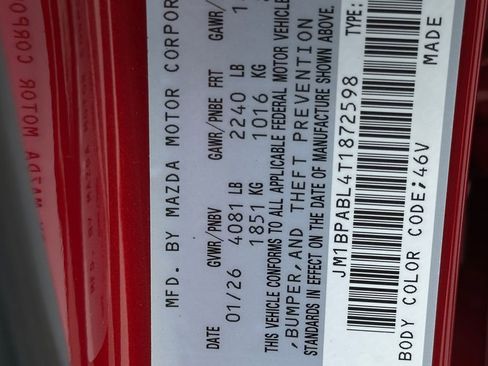 MFD. BY MAZDA MOTOR CORPOR
DATE GVWR/PNBV GAWR/PNBE FRT GAWR/
01/26 4081 LB 2240 LB
1851 KG 1016 KG
THIS VEHICLE CONFORMS TO ALL APPLICABLE FEDERAL MOTOR VEHICLE
,BUMPER,AND THEFT PREVENTION
STANDARDS IN EFFECT ON THE DATE OF MANUFACTURE SHOWN ABOVE.
JM1BPABL4T1872598
BODY COLOR CODE;46V MADE